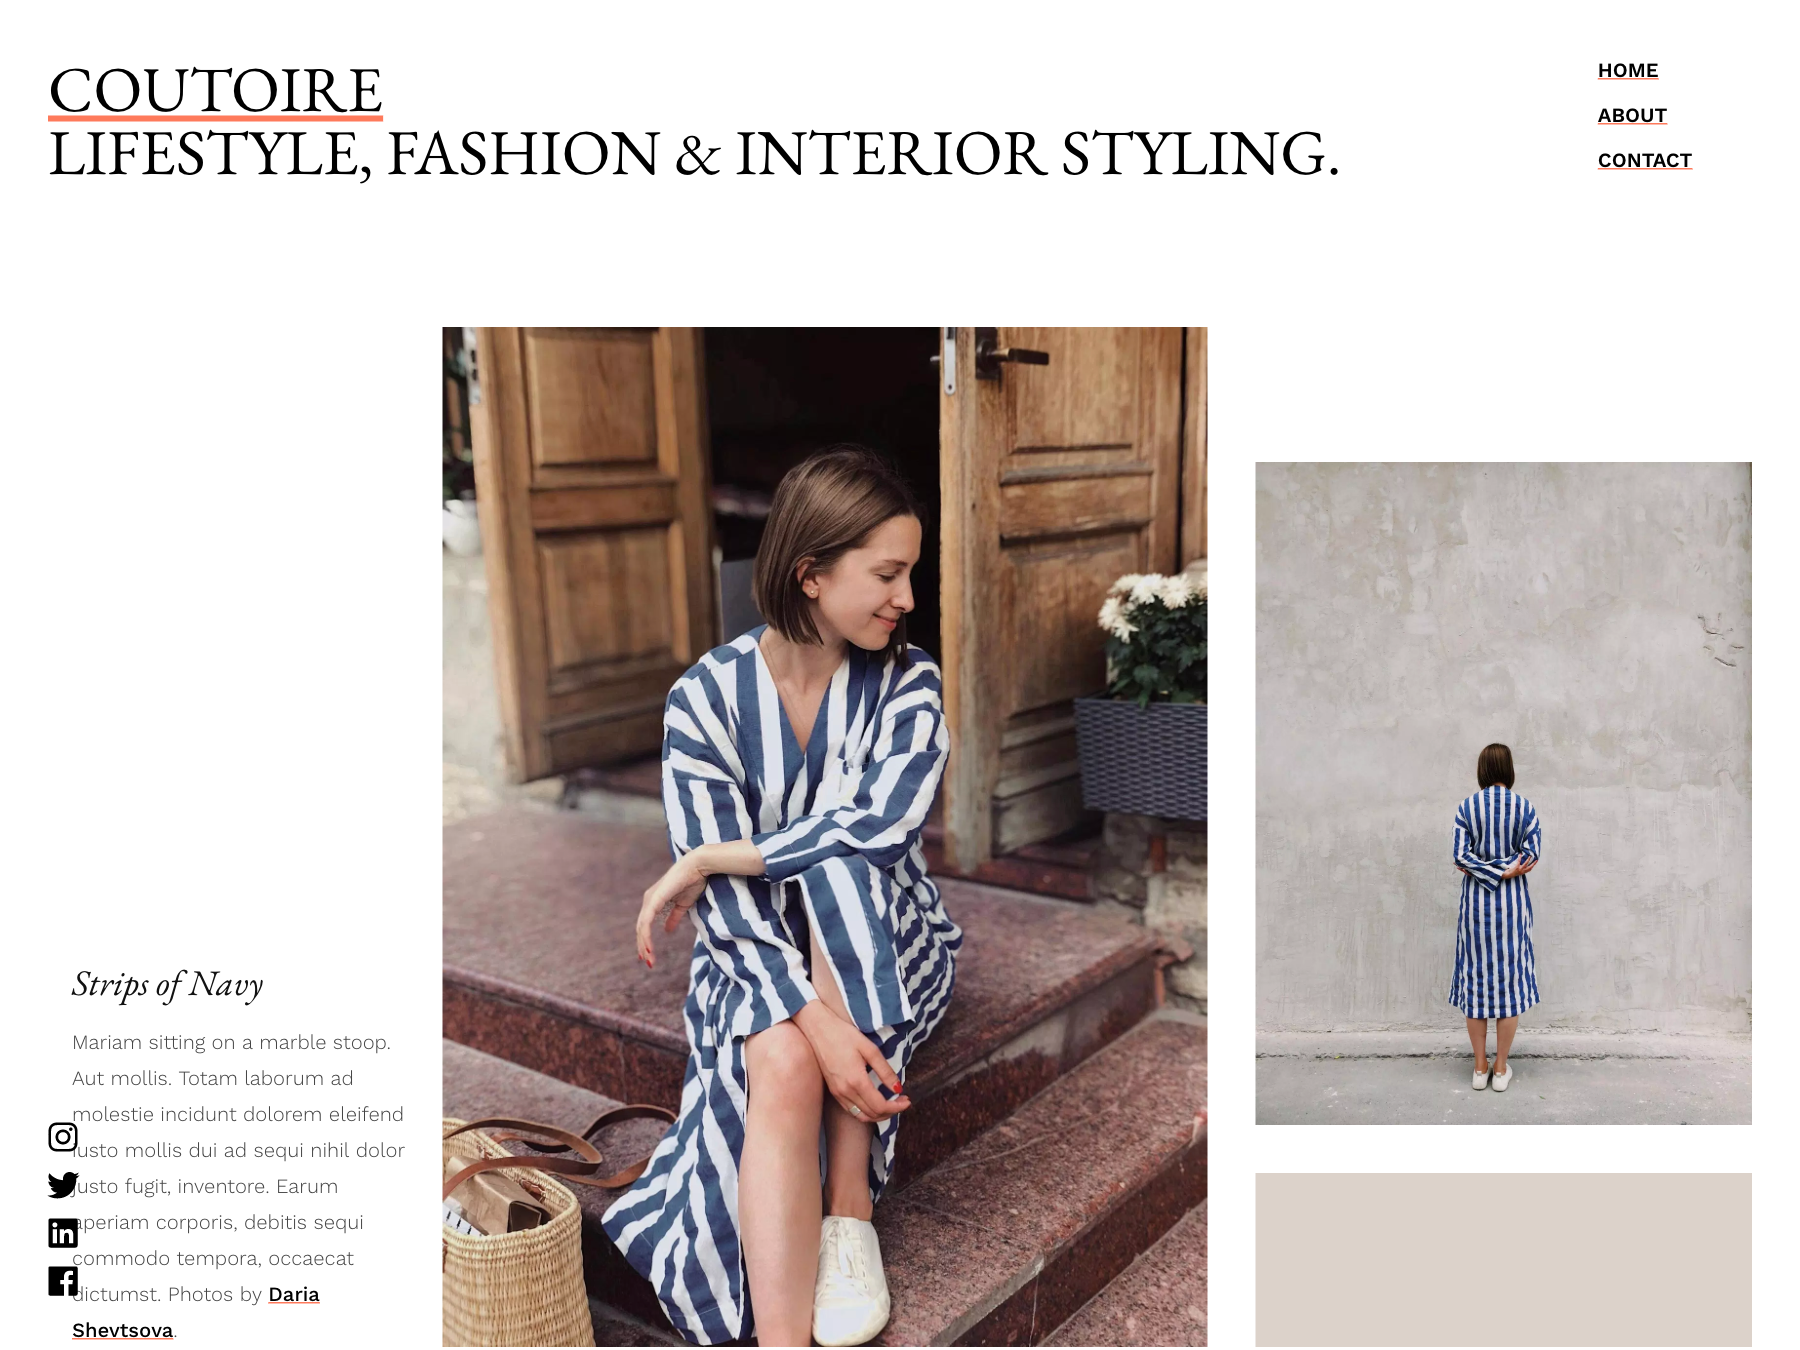 COUTOIRE
LIFESTYLE, FASHION & INTERIOR STYLING.
HOME
ABOUT
CONTACT
Strips of Navy
Mariam sitting on a marble stoop.
Aut mollis. Totam laborum ad
molestie incidunt dolorem eleifend
iusto mollis dui ad sequi nihil dolor
justo fugit, inventore. Earum
aperiam corporis, debitis sequi
commodo tempora, occaecat
dictumst. Photos by Daria
Shevtsova.